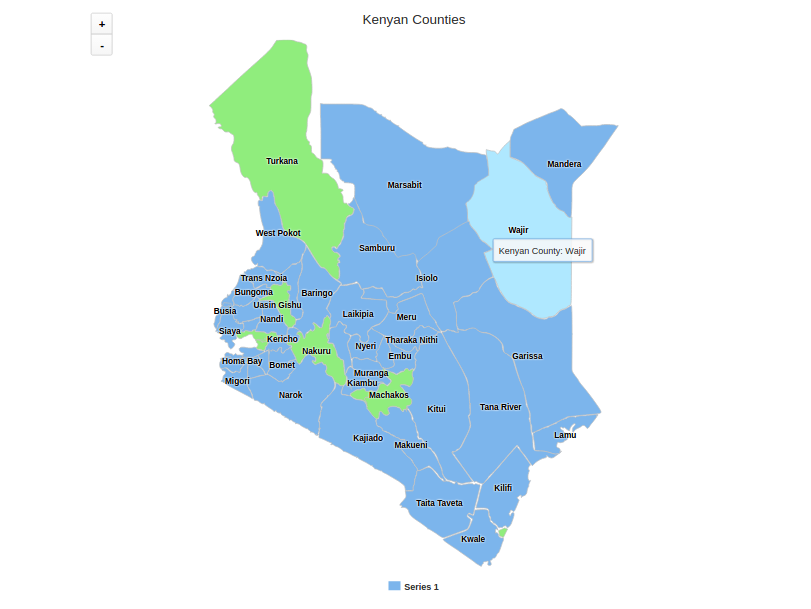 Kenyan Counties
+
-
Turkana
Mandera
Marsabit
Wajir
West Pokot
Samburu
Kenyan County: Wajir
Trans Nzoia
Isiolo
Bungoma
Baringo
Uasin Gishu
Busia
Laikipia
Nandi
Meru
Siaya
Kericho
Tharaka Nithi
Nyeri
Nakuru
Embu
Garissa
Homa Bay
Bomet
Muranga
Migori
Kiambu
Narok
Machakos
Kitui
Tana River
Kajiado
Makueni
Lamu
Kilifi
Taita Taveta
Kwale
Series 1